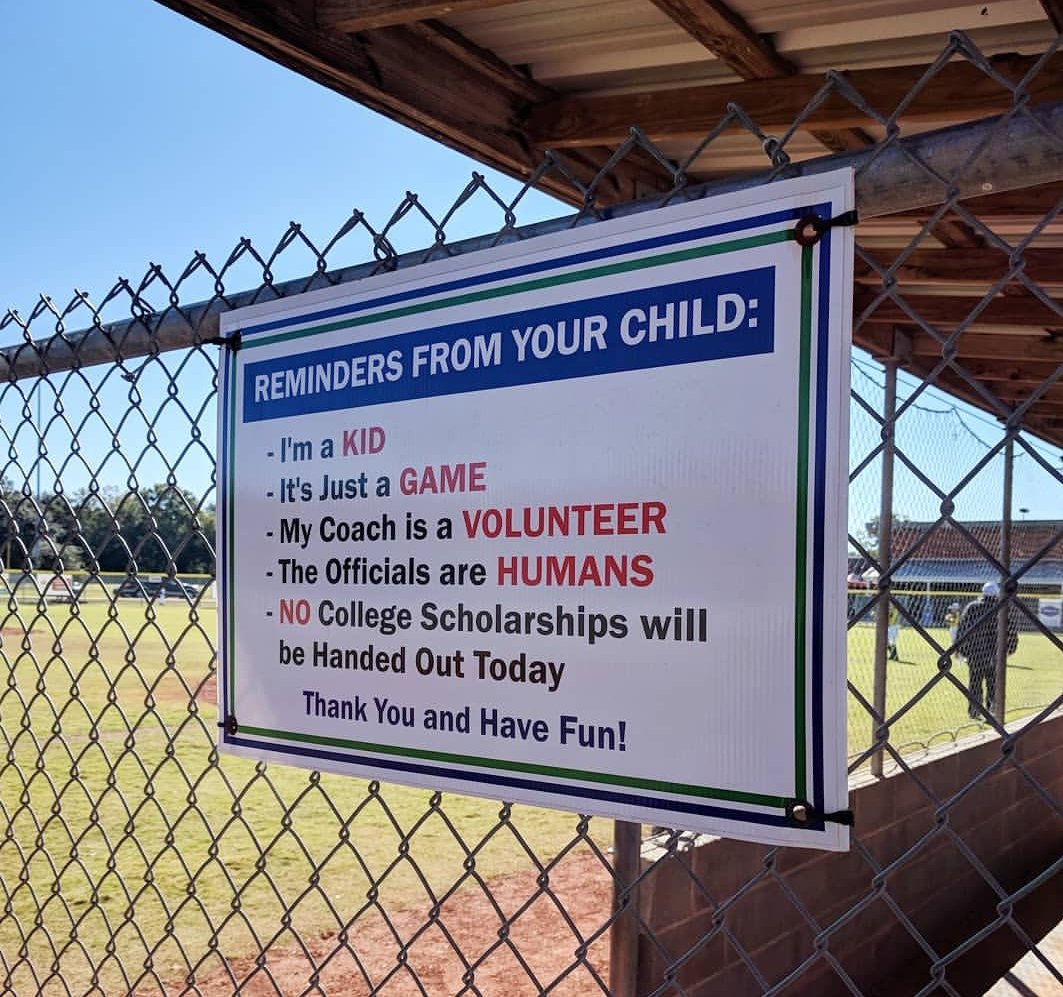 REMINDERS FROM YOUR CHILD:
- I'm a KID
- It's Just a GAME
- My Coach is a VOLUNTEER
- The Officials are HUMANS
- NO College Scholarships will
be Handed Out Today
Thank You and Have Fun!